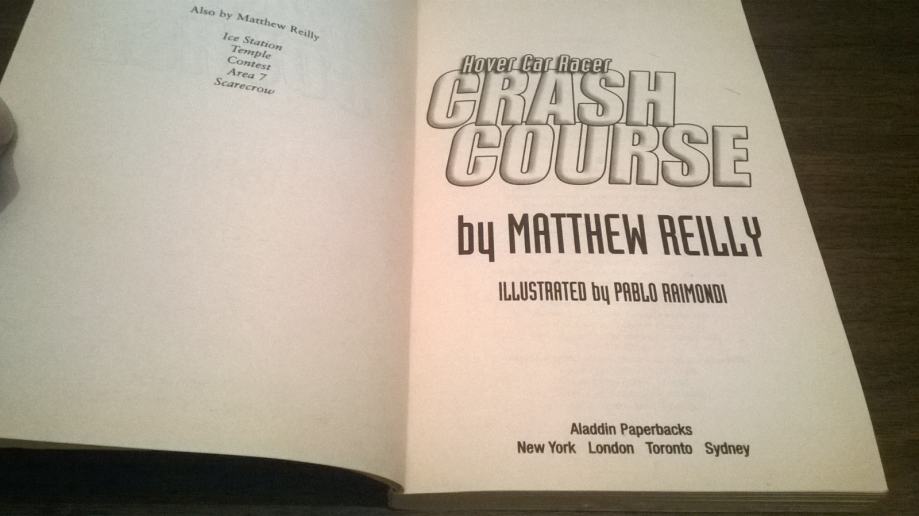 Also by Matthew Reilly
Ice Station
Temple
Contest
Area 7
Scarecrow
Hover Car Racer
CRASH
COURSE
by MATTHEW REILLY
ILLUSTRATED by PABLO RAIMONDI
Aladdin Paperbacks
New York London Toronto Sydney